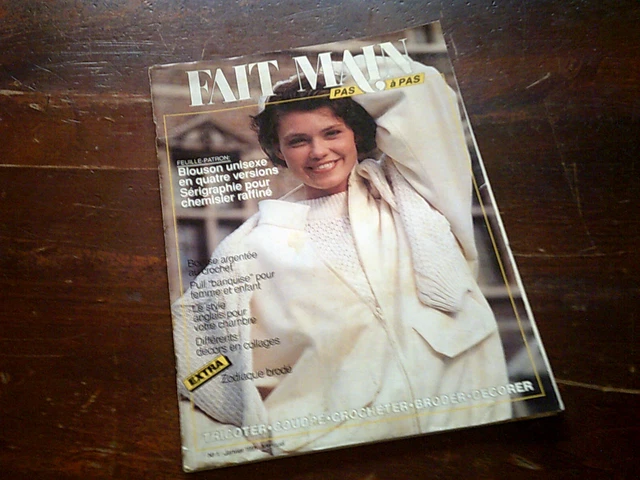 FAIT MAIN
PAS à PAS
FEUILLE-PATRON:
Blouson unisexe
en quatre versions
Sérigraphie pour
chemisier raffiné
Bourse argentée
au crochet
Pull "banquise" pour
femme et enfant
Le style
anglais pour
votre chambre
Différents
décors en collages
EXTRA
Zodiaque brodé
TRICOTER•COUDRE•CROCHETER•BRODER•DECORER